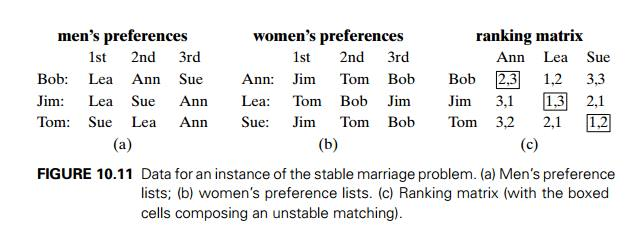 men's preferences women's preferences ranking matrix
1st 2nd 3rd 1st 2nd 3rd Ann Lea Sue
Bob: Lea Ann Sue Ann: Jim Tom Bob Bob 2,3 1,2 3,3
Jim: Lea Sue Ann Lea: Tom Bob Jim Jim 3,1 1,3 2,1
Tom: Sue Lea Ann Sue: Jim Tom Bob Tom 3,2 2,1 1,2
(a) (b) (c)
FIGURE 10.11 Data for an instance of the stable marriage problem. (a) Men's preference
lists; (b) women's preference lists. (c) Ranking matrix (with the boxed
cells composing an unstable matching).